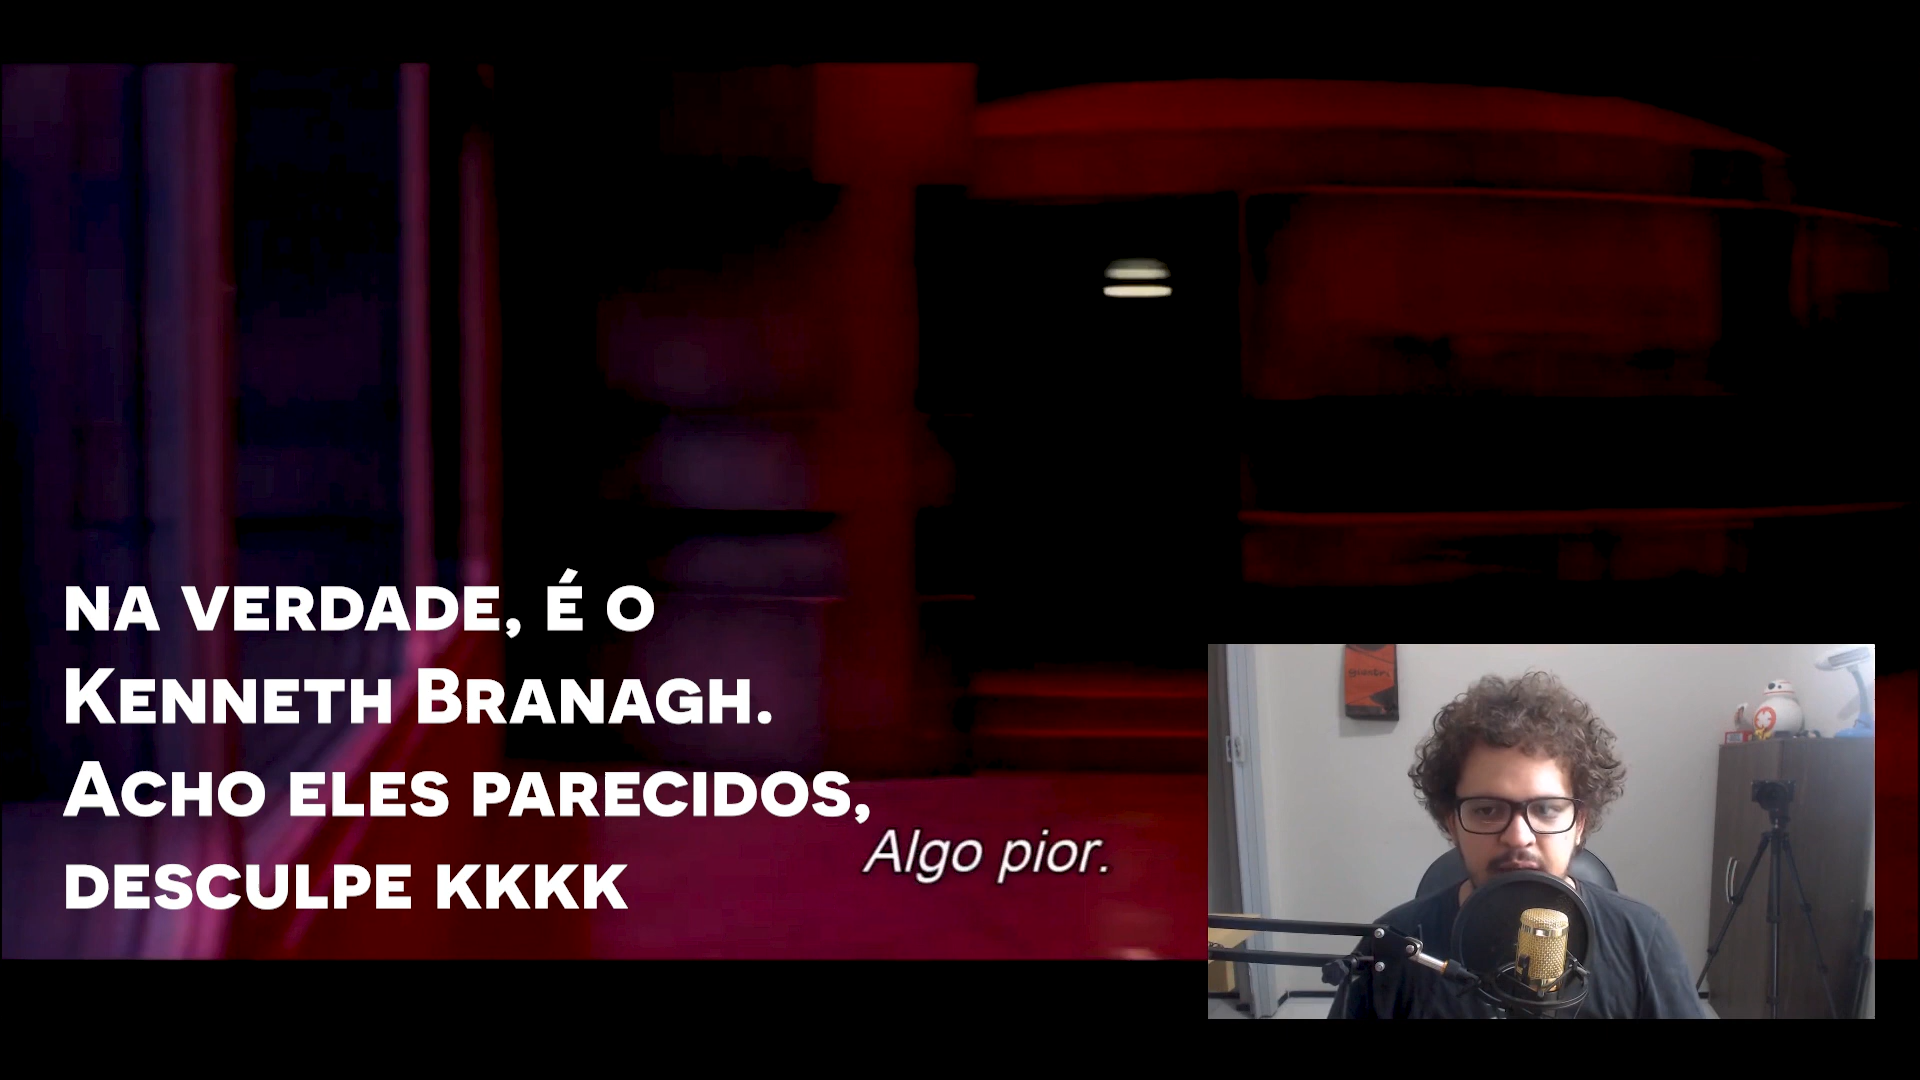 NA VERDADE, É O
KENNETH BRANAGH.
ACHO ELES PARECIDOS,
DESCULPE KKKK
Algo pior.